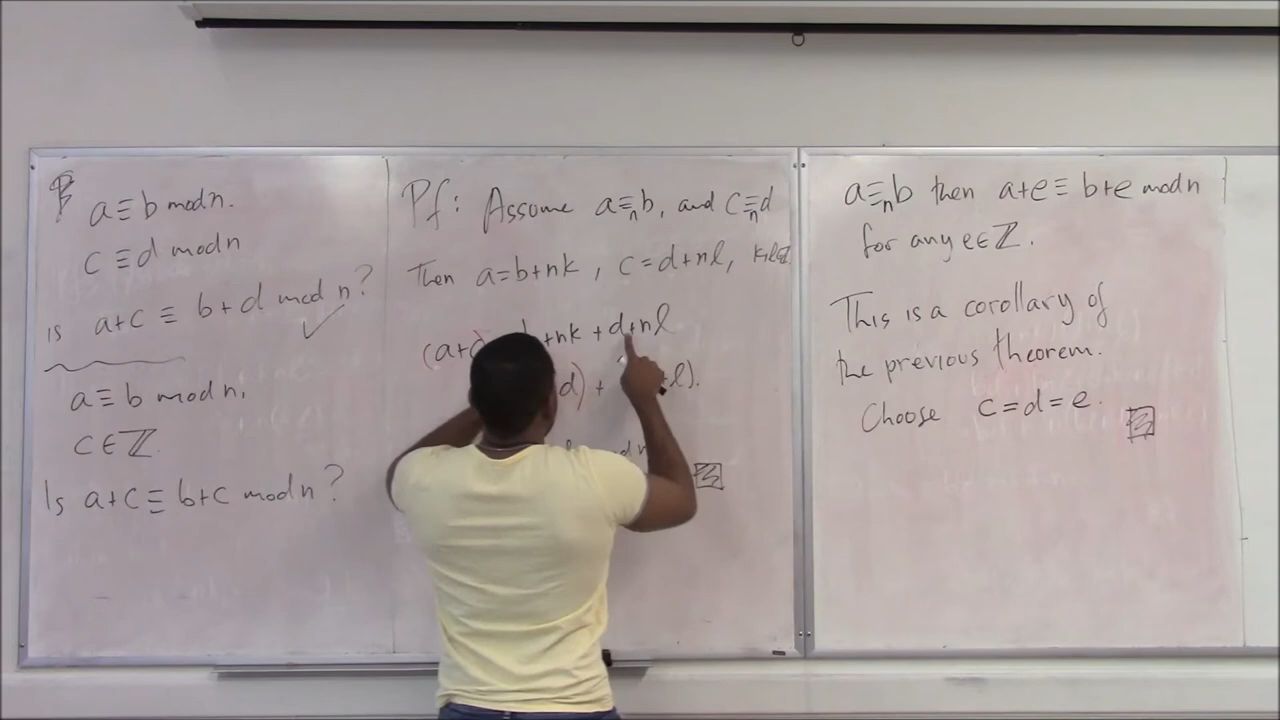 a ≡ b mod n.
c ≡ d mod n
is a+c ≡ b+d mod n?
a ≡ b mod n,
c ∈ ℤ.
Is a+c ≡ b+c mod n?
Pf: Assume a ≡ₙ b, and c ≡ₙ d
Then a=b+nk, c=d+nl, k,l∈ℤ
(a+c) +nk + d+nl
d) + +l).
a ≡ₙ b then a+e ≡ b+e mod n
for any e ∈ ℤ.
This is a corollary of
the previous theorem.
Choose c=d=e.